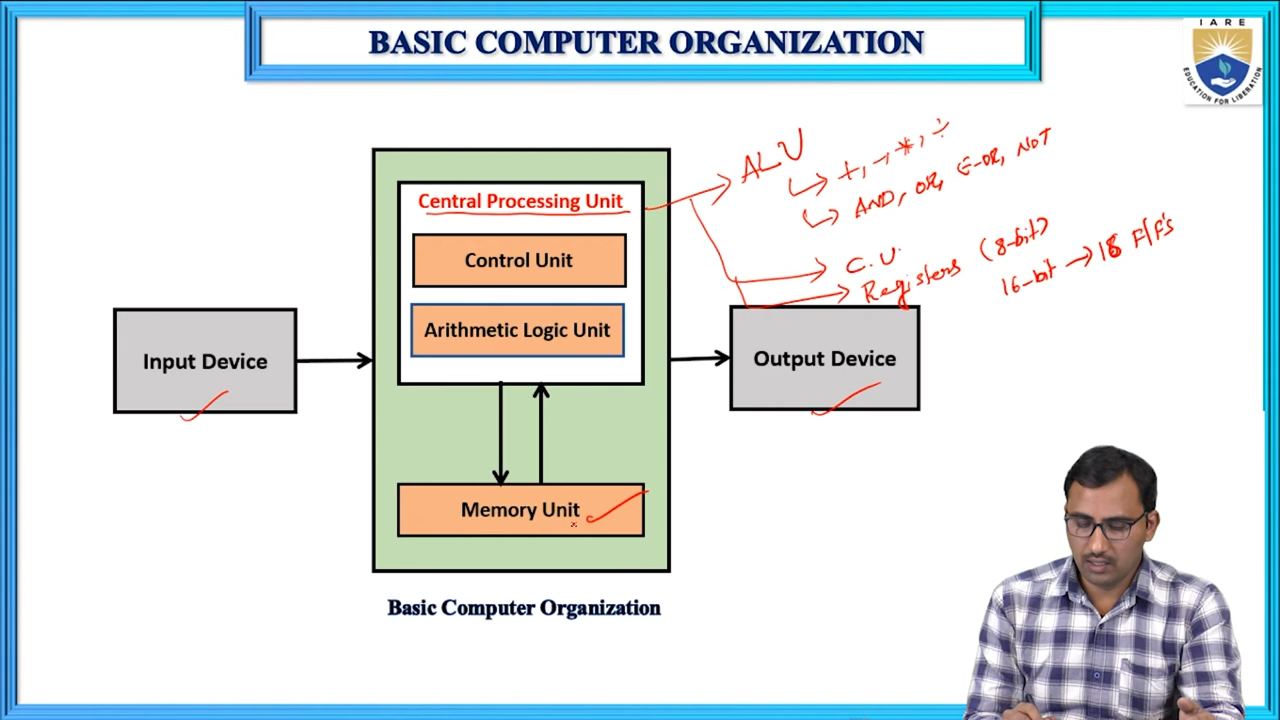 BASIC COMPUTER ORGANIZATION
IARE
EDUCATION FOR LIBERATION
ALU
+, -, *, ÷
AND, OR, E-OR, NOT
Central Processing Unit
Control Unit
C.U.
Registers (8-bit)
16-bit → 16 F/F's
Arithmetic Logic Unit
Input Device
Output Device
Memory Unit
Basic Computer Organization